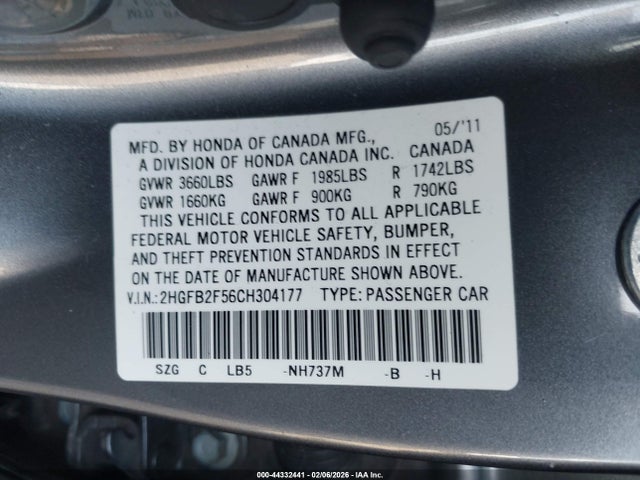 MFD. BY HONDA OF CANADA MFG., 05/'11
A DIVISION OF HONDA CANADA INC. CANADA
GVWR 3660LBS GAWR F 1985LBS R 1742LBS
GVWR 1660KG GAWR F 900KG R 790KG
THIS VEHICLE CONFORMS TO ALL APPLICABLE
FEDERAL MOTOR VEHICLE SAFETY, BUMPER,
AND THEFT PREVENTION STANDARDS IN EFFECT
ON THE DATE OF MANUFACTURE SHOWN ABOVE.
V.I.N.: 2HGFB2F56CH304177 TYPE: PASSENGER CAR
SZG C LB5 -NH737M -B -H
000-44332441 - 02/06/2026 - IAA Inc.